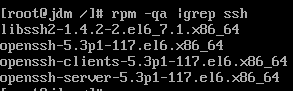 [root@jdm /]# rpm -qa |grep ssh
libssh2-1.4.2-2.el6_7.1.x86_64
openssh-5.3p1-117.el6.x86_64
openssh-clients-5.3p1-117.el6.x86_64
openssh-server-5.3p1-117.el6.x86_64